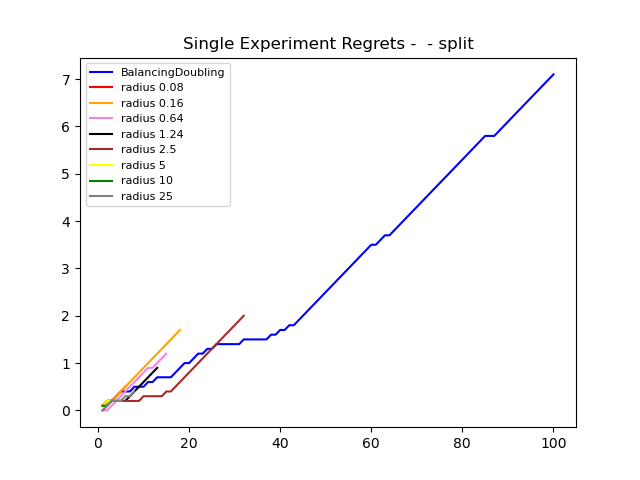 Single Experiment Regrets -  - split
BalancingDoubling
radius 0.08
radius 0.16
radius 0.64
radius 1.24
radius 2.5
radius 5
radius 10
radius 25
7
6
5
4
3
2
1
0
0 20 40 60 80 100